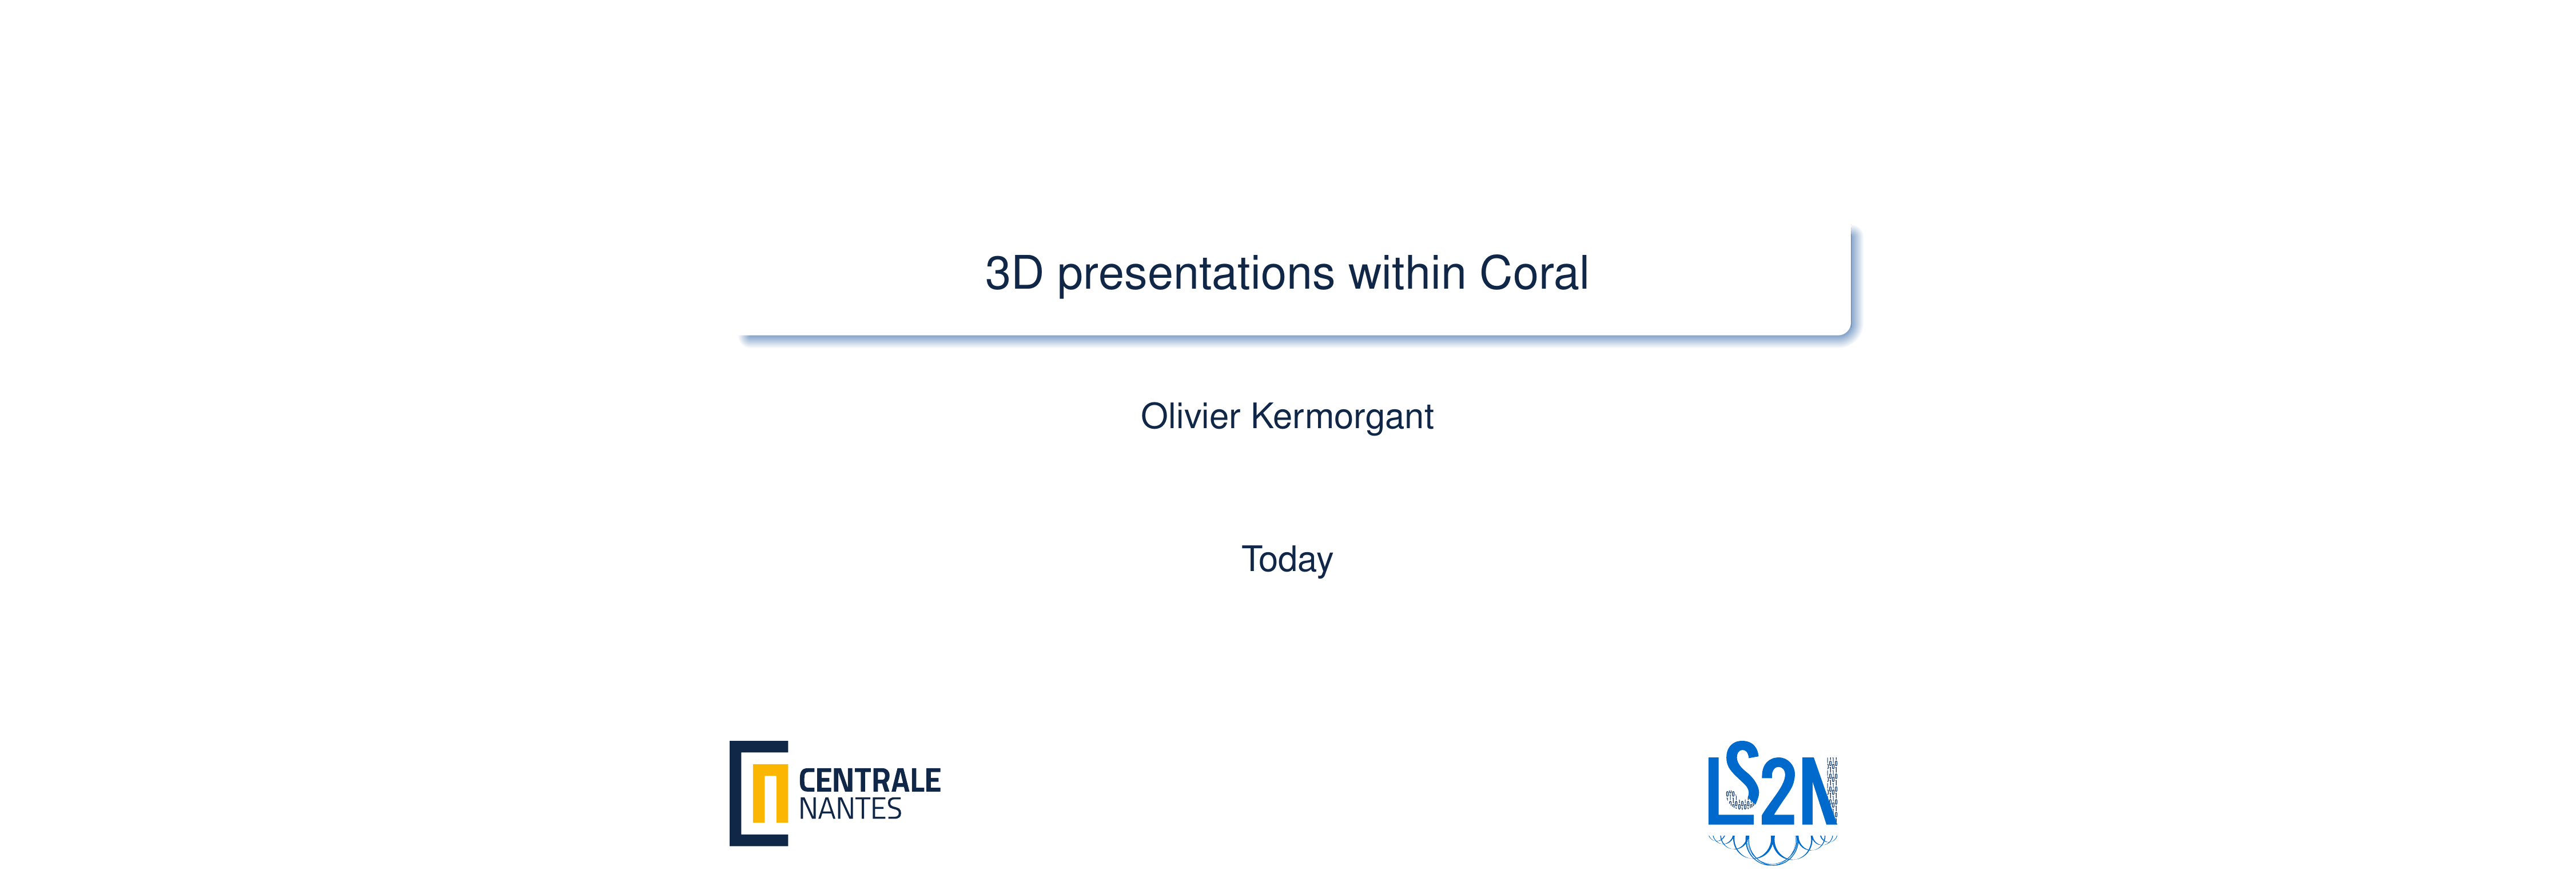 3D presentations within Coral
Olivier Kermorgant
Today
CENTRALE
NANTES
LS2N